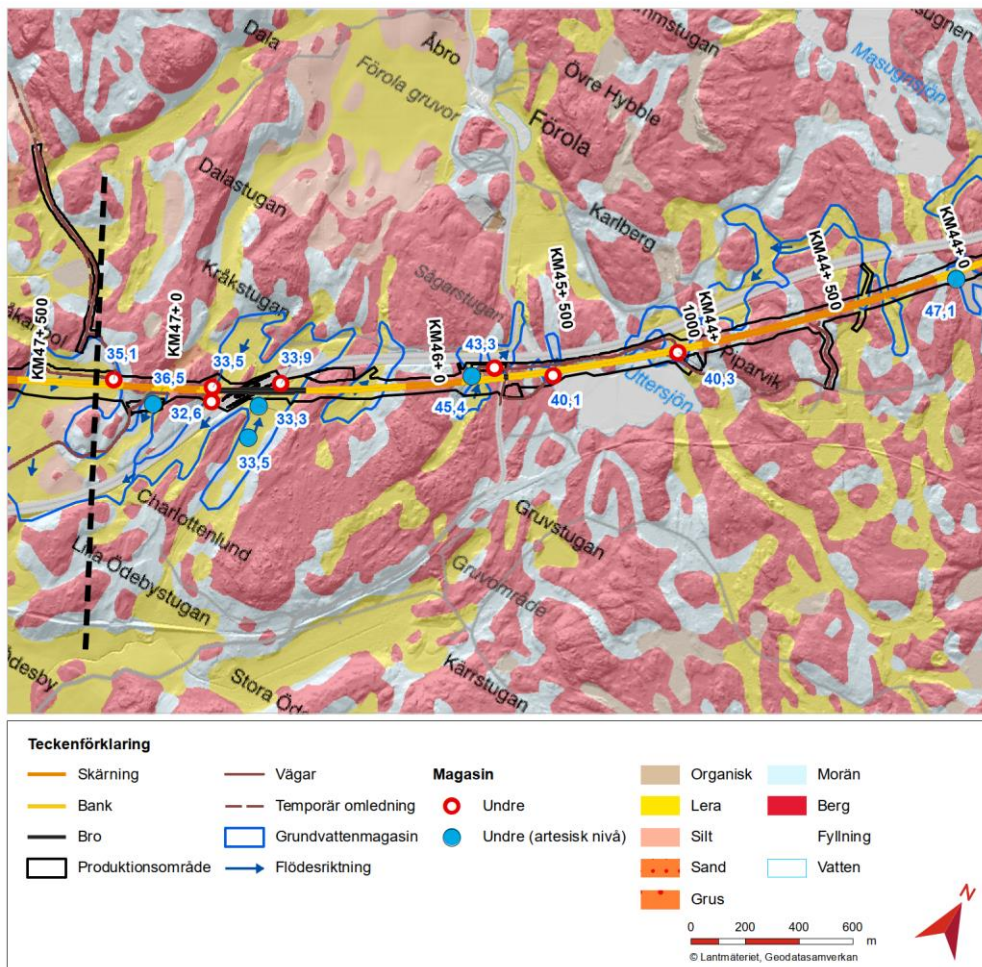 Dala
Åbro
mmstugan
sugnen
Förola gruvor
Övre Hybble
Masugnsjön
Förola
Dalastugan
Karlberg
Kråkstugan
Sågarstugan
KM47+ 500
KM47+ 0
KM46+ 0
KM45+ 500
KM44+ 1000
KM44+ 500
KM44+ 0
35,1
36,5
33,5
33,9
43,3
47,1
32,6
33,3
45,4
40,1
40,3
33,5
Uttersjön
Piparvik
Charlottenlund
Lilla Ödebystugan
Gruvstugan
Gruvområde
Ödesby
Stora Ödes
Kärrstugan
Teckenförklaring
Skärning
Bank
Bro
Produktionsområde
Vägar
Temporär omledning
Grundvattenmagasin
Flödesriktning
Magasin
Undre
Undre (artesisk nivå)
Organisk
Lera
Silt
Sand
Grus
Morän
Berg
Fyllning
Vatten
N
0 200 400 600
m
© Lantmäteriet, Geodatasamverkan